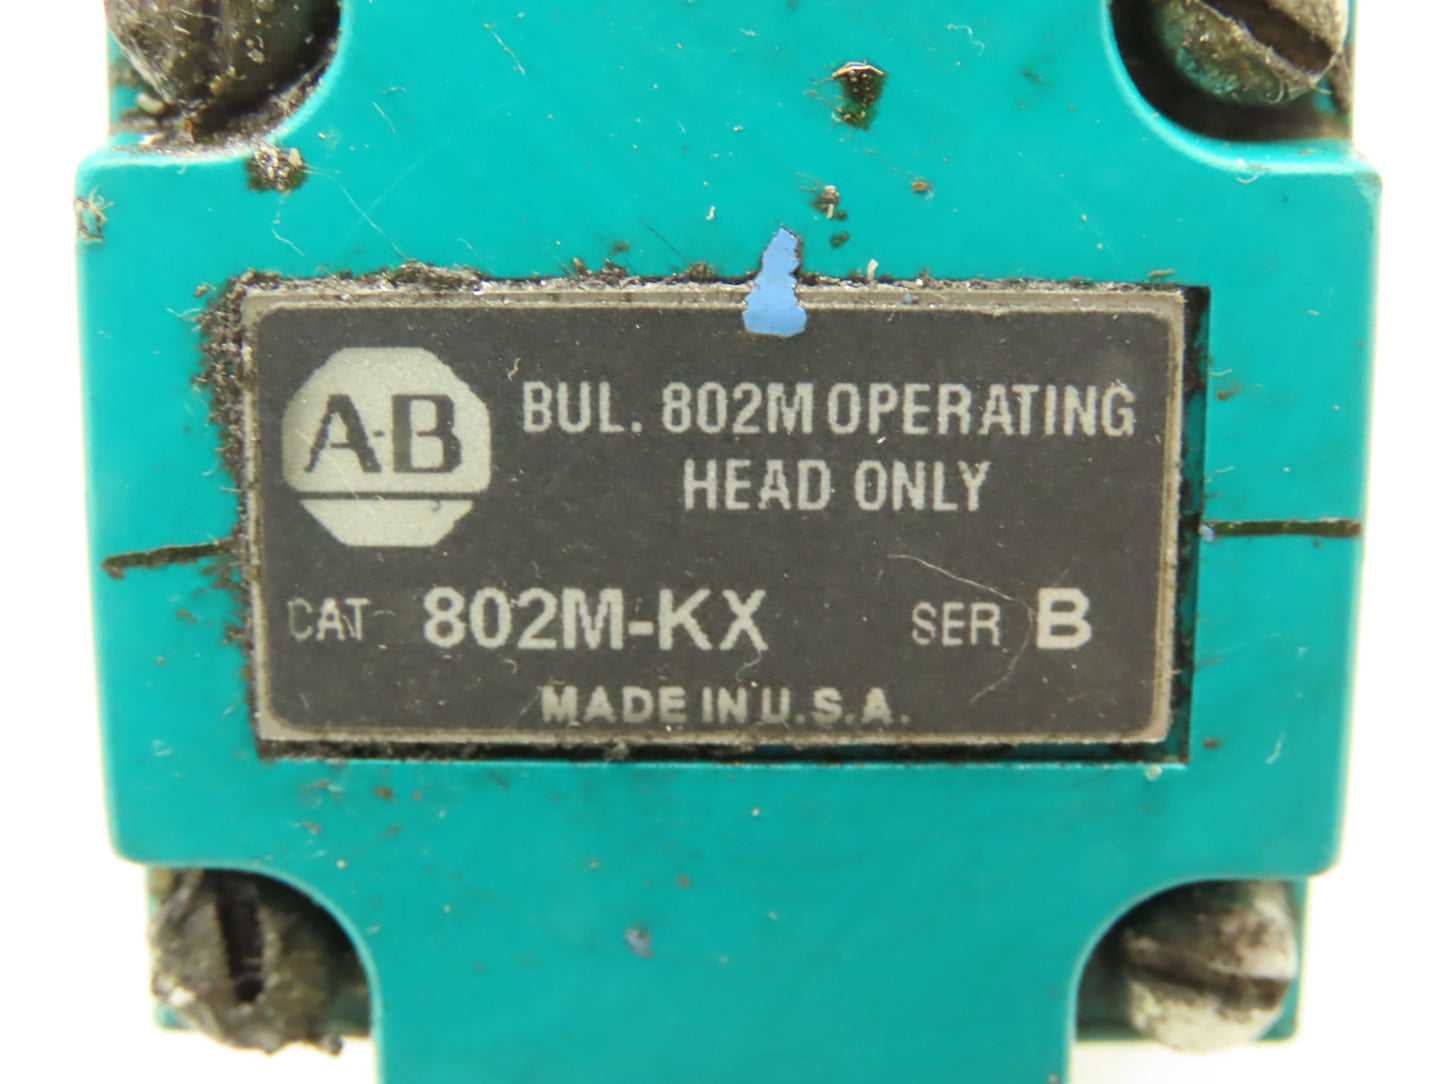 A-B
BUL. 802M OPERATING
HEAD ONLY
CAT 802M-KX SER B
MADE IN U.S.A.